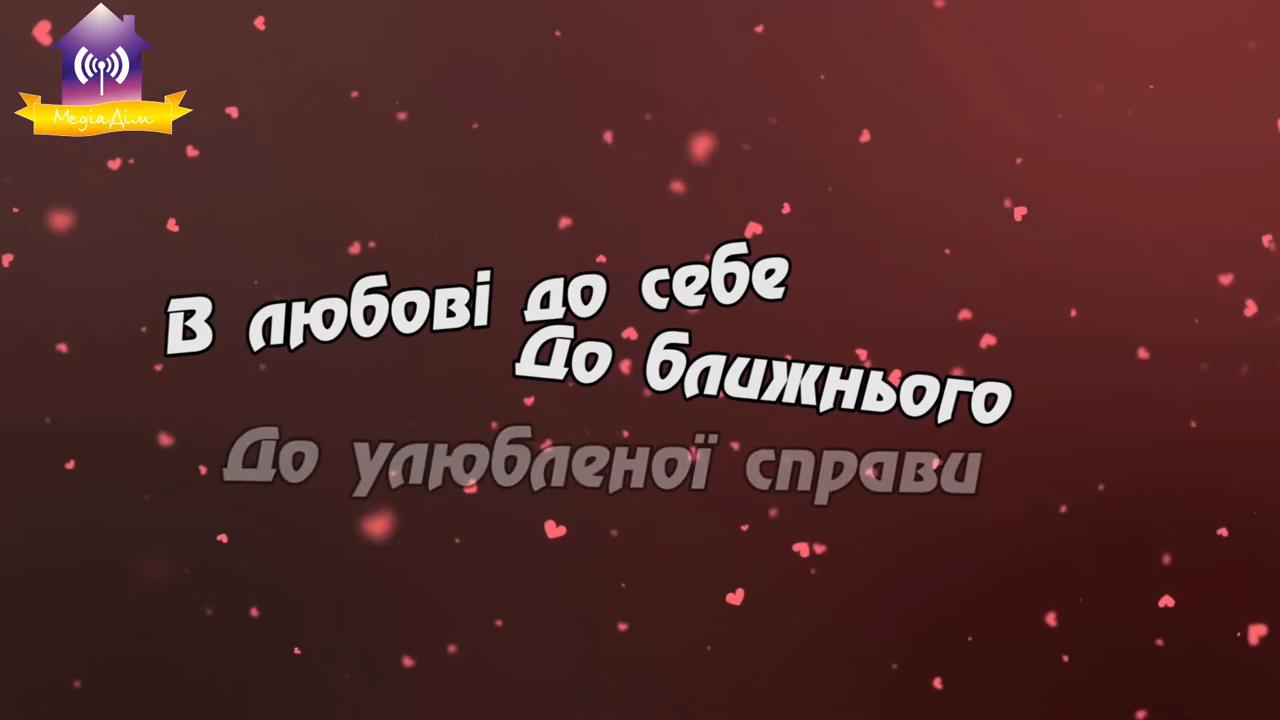 МедіаДім
В любові до себе
До ближнього
До улюбленої справи